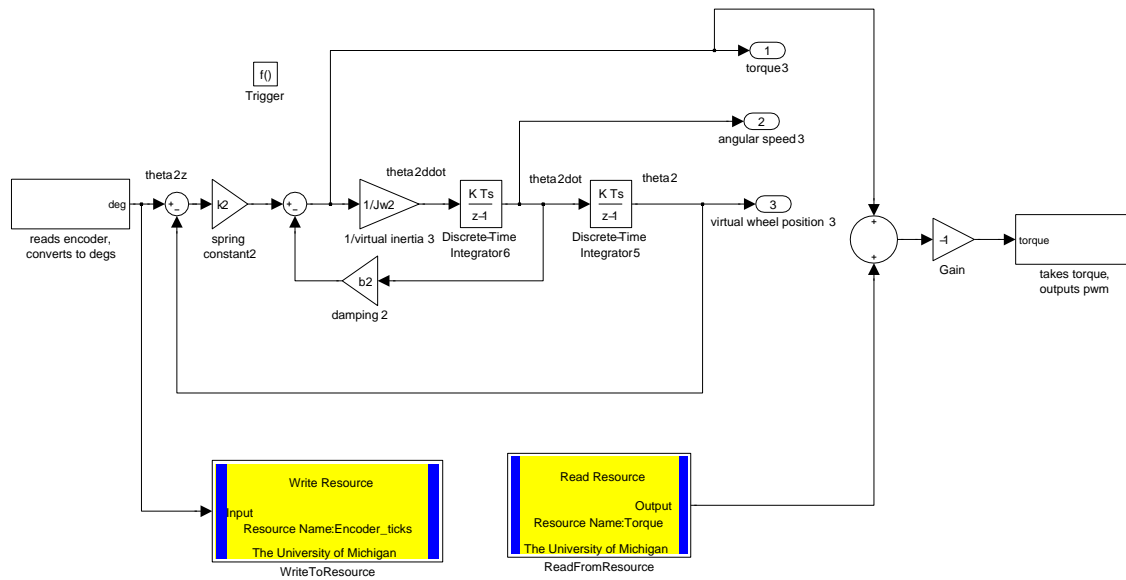 1
torque 3
f()
Trigger
2
angular speed 3
theta2z
deg
reads encoder,
converts to degs
+
−
k2
spring
constant2
+
−
theta2ddot
1/Jw2
1/virtual inertia 3
K Ts
z−1
Discrete−Time
Integrator6
theta2dot
K Ts
z−1
Discrete−Time
Integrator5
theta2
3
virtual wheel position 3
b2
damping 2
+
+
−1
Gain
torque
takes torque,
outputs pwm
Write Resource
Input
Resource Name:Encoder_ticks
The University of Michigan
WriteToResource
Read Resource
Output
Resource Name:Torque
The University of Michigan
ReadFromResource